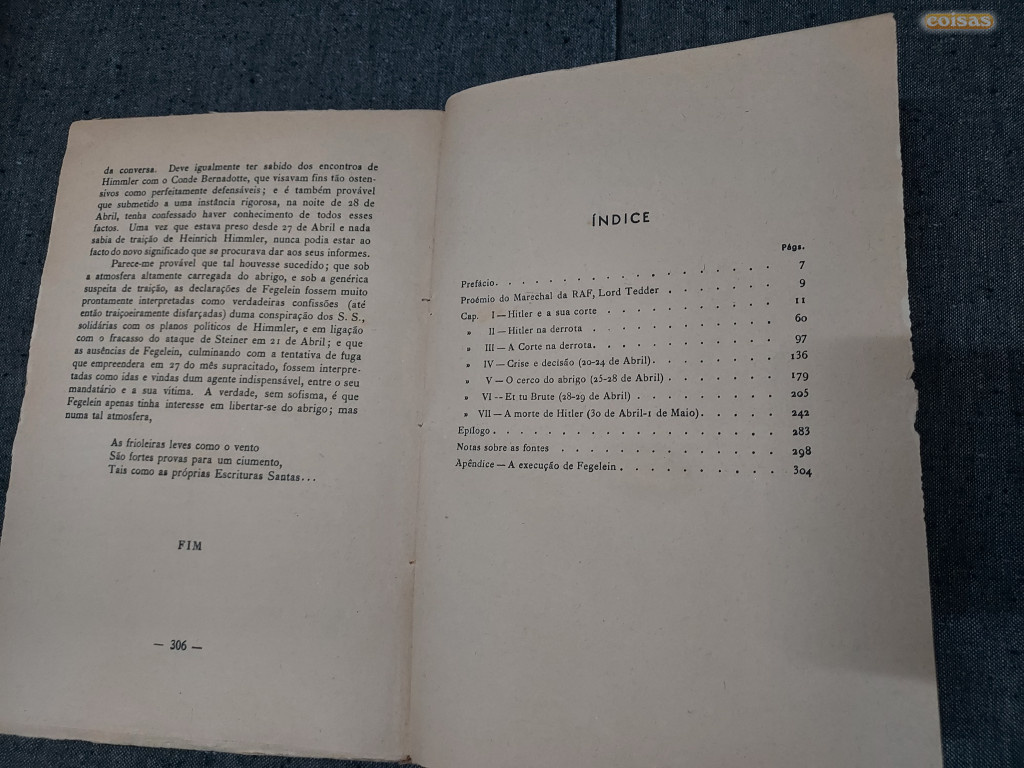 coisas
da conversa. Deve igualmente ter sabido dos encontros de
Himmler com o Conde Bernadotte, que visavam fins tão osten-
sivos como perfeitamente defensáveis; e é também provável
que submetido a uma instância rigorosa, na noite de 28 de
Abril, tenha confessado haver conhecimento de todos esses
factos. Uma vez que estava preso desde 27 de Abril e nada
sabia de traição de Heinrich Himmler, nunca podia estar ao
facto do novo significado que se procurava dar aos seus informes.
Parece-me provável que tal houvesse sucedido; que sob
a atmosfera altamente carregada do abrigo, e sob a genérica
suspeita de traição, as declarações de Fegelein fossem muito
prontamente interpretadas como verdadeiras confissões (até
então traiçoeiramente disfarçadas) duma conspiração dos S. S.,
solidárias com os planos políticos de Himmler, e em ligação
com o fracasso do ataque de Steiner em 21 de Abril; e que
as ausências de Fegelein, culminando com a tentativa de fuga
que empreendera em 27 do mês supracitado, fossem interpre-
tadas como idas e vindas dum agente indispensável, entre o seu
mandatário e a sua vítima. A verdade, sem sofisma, é que
Fegelein apenas tinha interesse em libertar-se do abrigo; mas
numa tal atmosfera,
As frioleiras leves como o vento
São fortes provas para um ciumento,
Tais como as próprias Escrituras Santas...
FIM
— 306 —
ÍNDICE
Págs.
Prefácio. . . . . . . . . . . . . . . . 7
Proémio do Marechal da RAF, Lord Tedder . . . . . . . 9
Cap. I — Hitler e a sua corte . . . . . . . . . . 11
» II — Hitler na derrota . . . . . . . . . . . 60
» III — A Corte na derrota. . . . . . . . . . . 97
» IV — Crise e decisão (20-24 de Abril). . . . . . . 136
» V — O cerco do abrigo (25-28 de Abril) . . . . . . . 179
» VI -- Et tu Brute (28-29 de Abril) . . . . . . . . 205
» VII — A morte de Hitler (30 de Abril-1 de Maio). . . . . 242
Epílogo. . . . . . . . . . . . . . . . 283
Notas sobre as fontes . . . . . . . . . . . . 298
Apêndice — A execução de Fegelein . . . . . . . . . 304